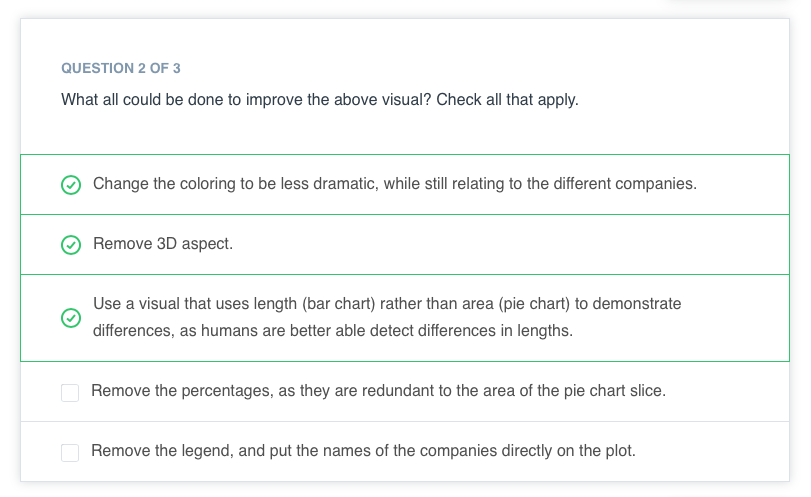 QUESTION 2 OF 3
What all could be done to improve the above visual? Check all that apply.
Change the coloring to be less dramatic, while still relating to the different companies.
Remove 3D aspect.
Use a visual that uses length (bar chart) rather than area (pie chart) to demonstrate
differences, as humans are better able detect differences in lengths.
Remove the percentages, as they are redundant to the area of the pie chart slice.
Remove the legend, and put the names of the companies directly on the plot.